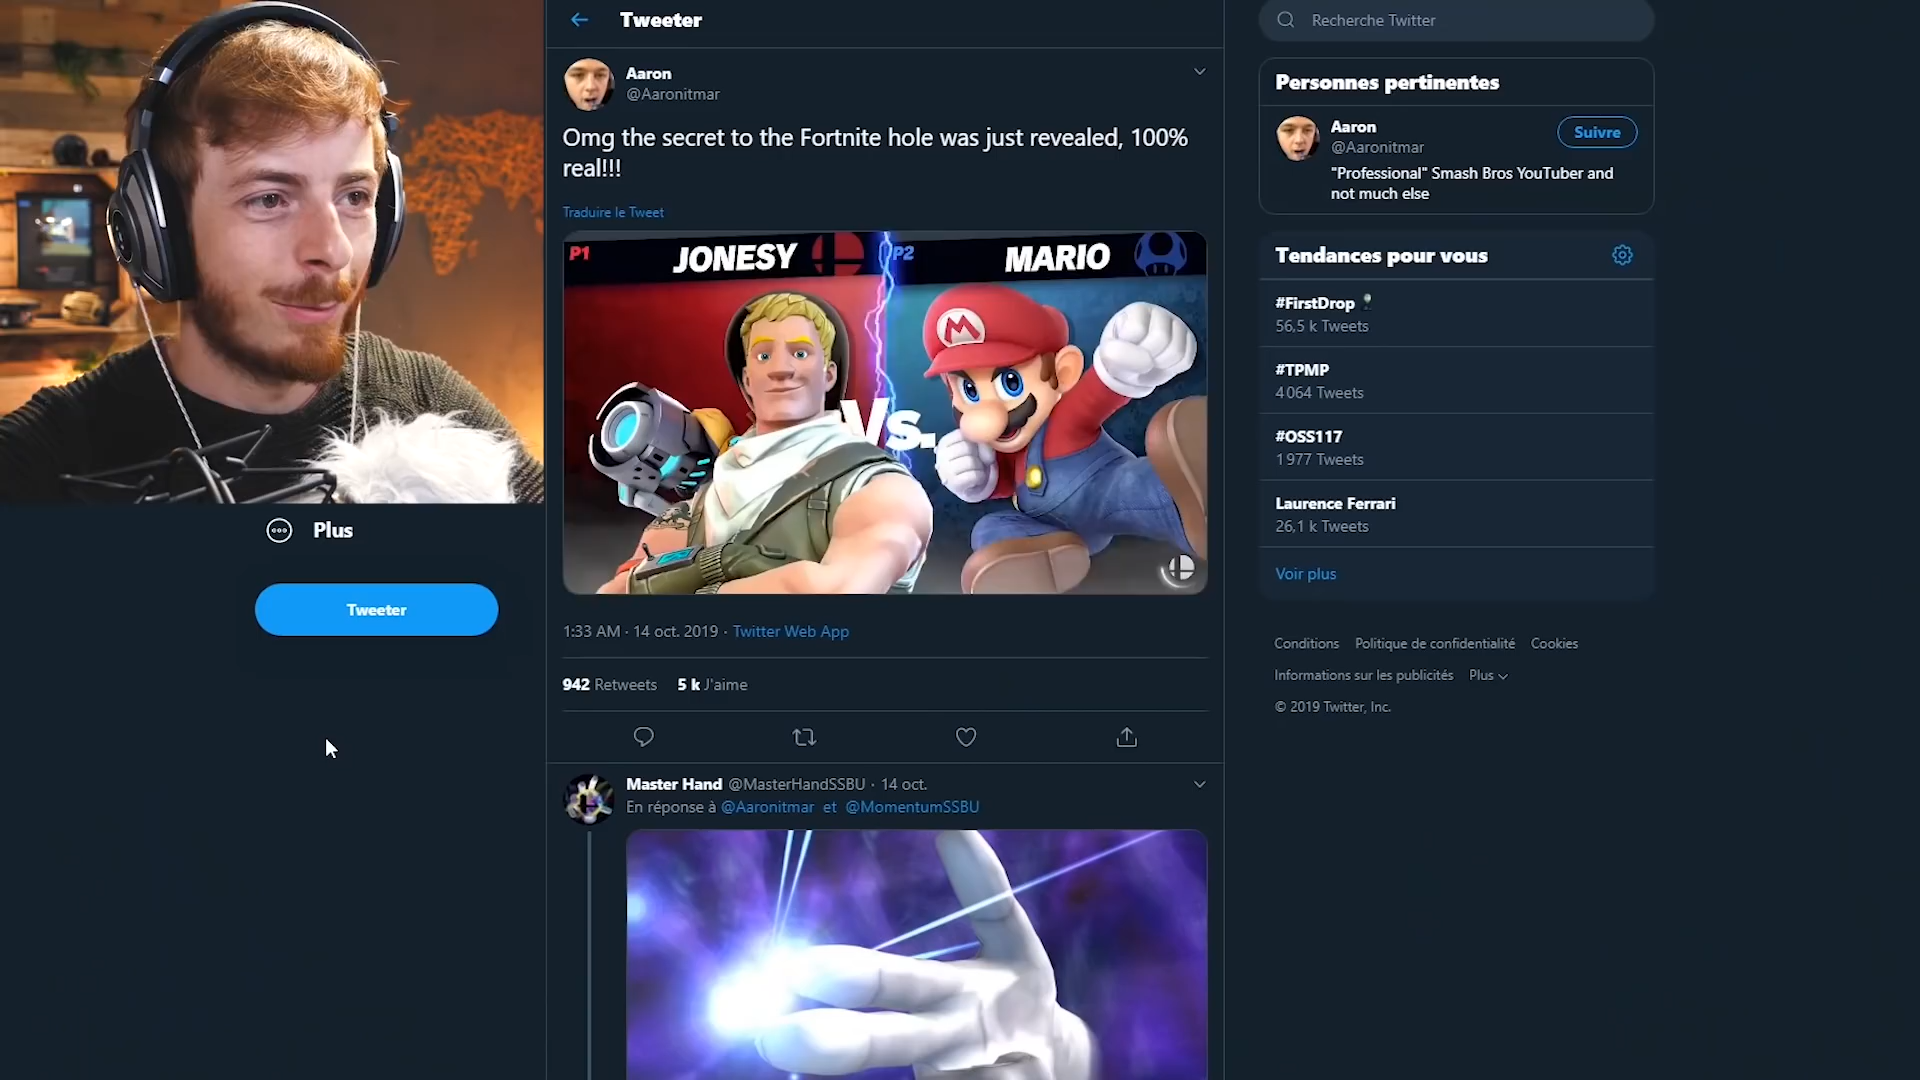 Tweeter
Aaron
@Aaronitmar
Omg the secret to the Fortnite hole was just revealed, 100%
real!!!
Traduire le Tweet
P1
JONESY
P2
MARIO
Vs.
M
1:33 AM · 14 oct. 2019 · Twitter Web App
942 Retweets 5 k J'aime
Master Hand @MasterHandSSBU · 14 oct.
En réponse à @Aaronitmar et @MomentumSSBU
Plus
Tweeter
Recherche Twitter
Personnes pertinentes
Aaron
@Aaronitmar
Suivre
"Professional" Smash Bros YouTuber and
not much else
Tendances pour vous
#FirstDrop
56,5 k Tweets
#TPMP
4 064 Tweets
#OSS117
1 977 Tweets
Laurence Ferrari
26,1 k Tweets
Voir plus
Conditions Politique de confidentialité Cookies
Informations sur les publicités Plus
© 2019 Twitter, Inc.